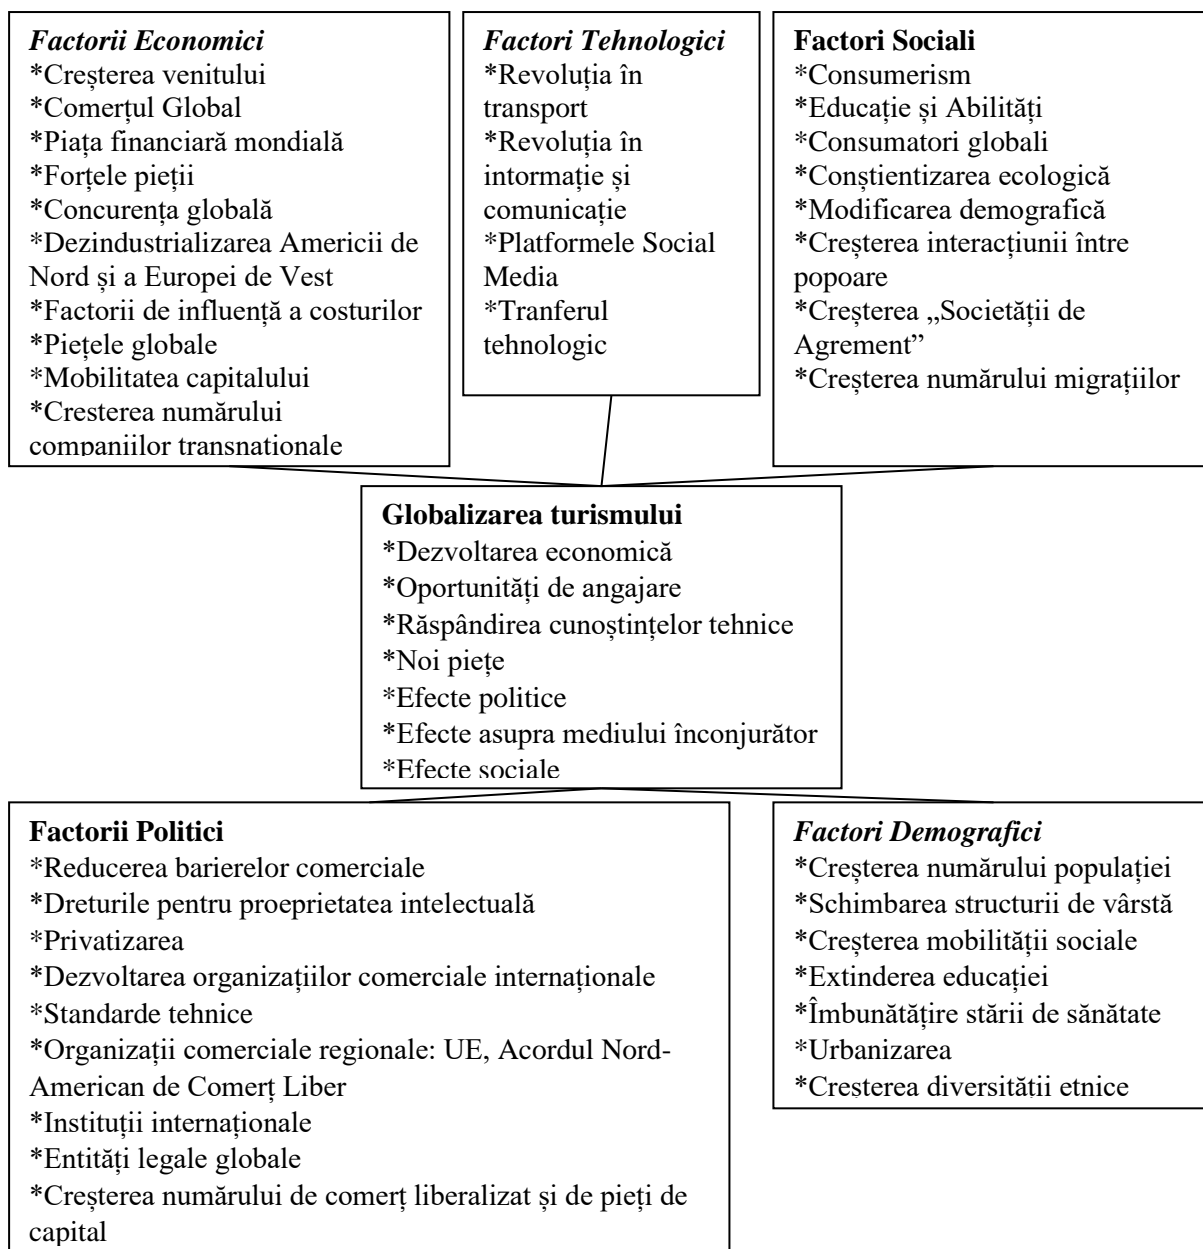 Factorii Economici
*Creșterea venitului
*Comerțul Global
*Piața financiară mondială
*Forțele pieții
*Concurența globală
*Dezindustrializarea Americii de
Nord și a Europei de Vest
*Factorii de influență a costurilor
*Piețele globale
*Mobilitatea capitalului
*Cresterea numărului
companiilor transnationale
Factori Tehnologici
*Revoluția în
transport
*Revoluția în
intormație și
comunicație
*Platformele Social
Media
*Tranferul
tehnologic
Factori Sociali
*Consumerism
*Educație și Abilități
*Consumatori globali
*Conștientizarea ecologică
*Modificarea demografică
*Creșterea interacțiunii între
popoare
*Creșterea „Societății de
Agrement”
*Creșterea numărului migrațiilor
Globalizarea turismului
*Dezvoltarea economică
*Oportunități de angajare
*Răspândirea cunoștințelor tehnice
*Noi piețe
*Efecte politice
*Efecte asupra mediului înconjurător
*Efecte sociale
Factorii Politici
*Reducerea barierelor comerciale
*Dreturile pentru proeprietatea intelectuală
*Privatizarea
*Dezvoltarea organizațiilor comerciale internaționale
*Standarde tehnice
*Organizații comerciale regionale: UE, Acordul Nord-
American de Comerț Liber
*Instituții internaționale
*Entități legale globale
*Creșterea numărului de comerț liberalizat și de pieți de
capital
Factori Demografici
*Creșterea numărului populației
*Schimbarea structurii de vârstă
*Creșterea mobilității sociale
*Extinderea educației
*Îmbunătățire stării de sănătate
*Urbanizarea
*Creșterea diversității etnice